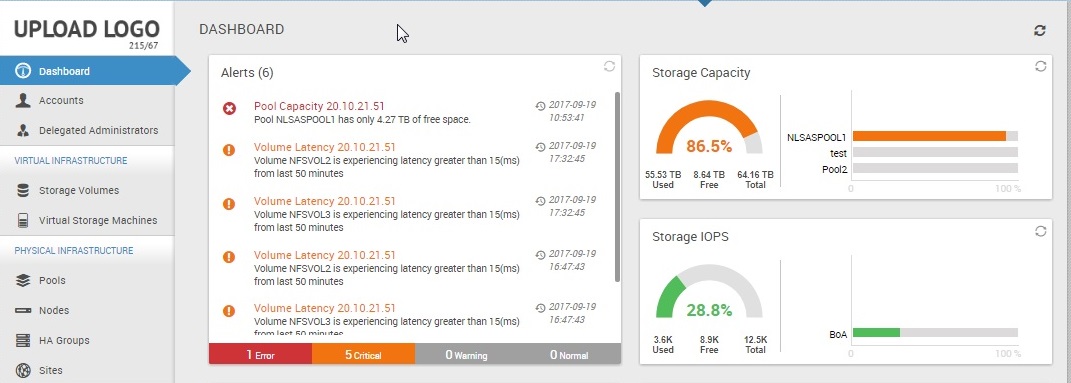 UPLOAD LOGO
215/67
Dashboard
Accounts
Delegated Administrators
VIRTUAL INFRASTRUCTURE
Storage Volumes
Virtual Storage Machines
PHYSICAL INFRASTRUCTURE
Pools
Nodes
HA Groups
Sites
DASHBOARD
Alerts (6)
Pool Capacity 20.10.21.51
Pool NLSASPOOL1 has only 4.27 TB of free space.
2017-09-19
10:53:41
Volume Latency 20.10.21.51
Volume NFSVOL2 is experiencing latency greater than 15(ms)
from last 50 minutes
2017-09-19
17:32:45
Volume Latency 20.10.21.51
Volume NFSVOL3 is experiencing latency greater than 15(ms)
from last 50 minutes
2017-09-19
17:32:45
Volume Latency 20.10.21.51
Volume NFSVOL2 is experiencing latency greater than 15(ms)
from last 50 minutes
2017-09-19
16:47:43
Volume Latency 20.10.21.51
Volume NFSVOL3 is experiencing latency greater than 15(ms)
from last 50 minutes
2017-09-19
16:47:43
1 Error
5 Critical
0 Warning
0 Normal
Storage Capacity
86.5%
55.53 TB 8.64 TB 64.16 TB
Used Free Total
NLSASPOOL1
test
Pool2
0 100 %
Storage IOPS
28.8%
3.6K 8.9K 12.5K
Used Free Total
BoA
0 100 %